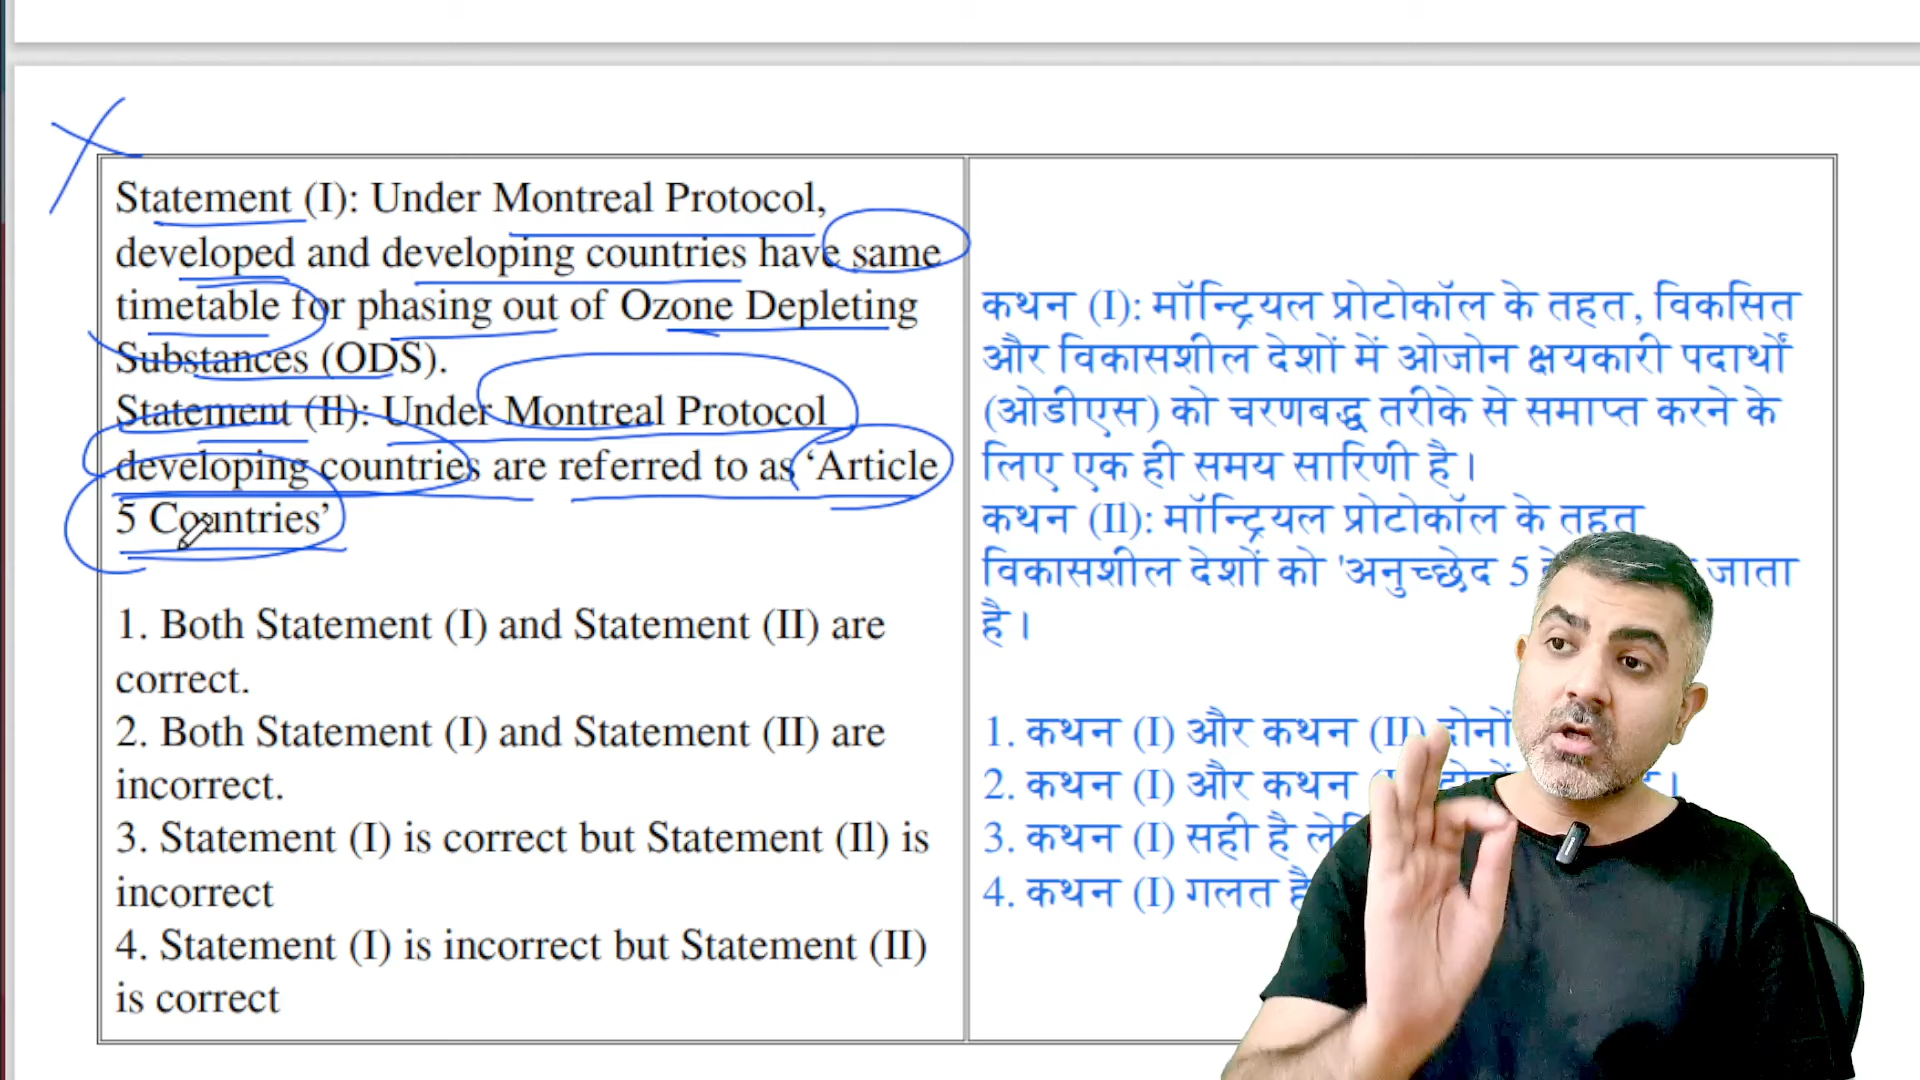 Statement (I): Under Montreal Protocol,
developed and developing countries have same
timetable for phasing out of Ozone Depleting
Substances (ODS).
Statement (Il): Under Montreal Protocol
developing countries are referred to as ‘Article
5 Countries’
1. Both Statement (I) and Statement (II) are
correct.
2. Both Statement (I) and Statement (II) are
incorrect.
3. Statement (I) is correct but Statement (Il) is
incorrect
4. Statement (I) is incorrect but Statement (II)
is correct
कथन (I): मॉन्ट्रियल प्रोटोकॉल के तहत, विकसित
और विकासशील देशों में ओजोन क्षयकारी पदार्थों
(ओडीएस) को चरणबद्ध तरीके से समाप्त करने के
लिए एक ही समय सारिणी है।
कथन (Il): मॉन्ट्रियल प्रोटोकॉल के तहत
विकासशील देशों को 'अनुच्छेद 5 जाता
है।
1. कथन (I) और कथन (II) दोनों
2. कथन (I) और कथन
3. कथन (I) सही है
4. कथन (I) गलत